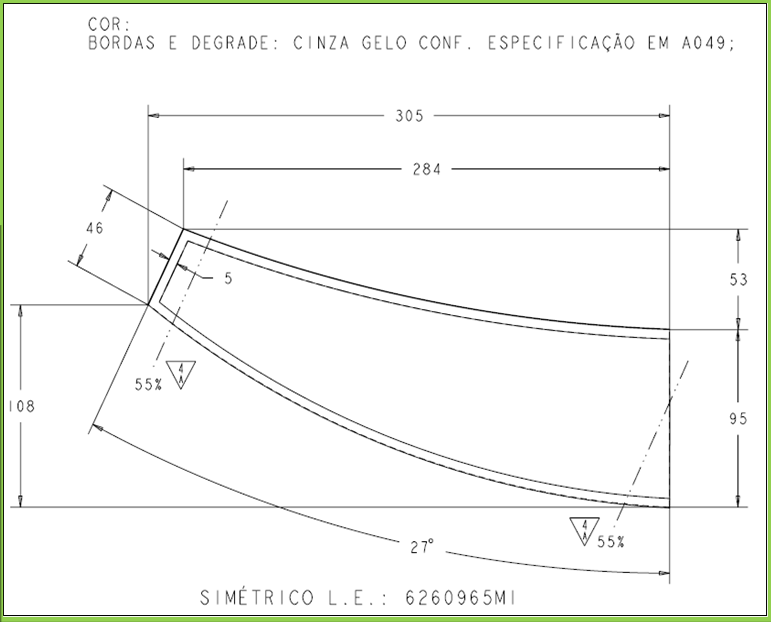 COR:
BORDAS E DEGRADE: CINZA GELO CONF. ESPECIFICAÇÃO EM A049;
305
284
46
5
53
4
A
55%
108
95
4
A
55%
27°
SIMÉTRICO L.E.: 6260965MI